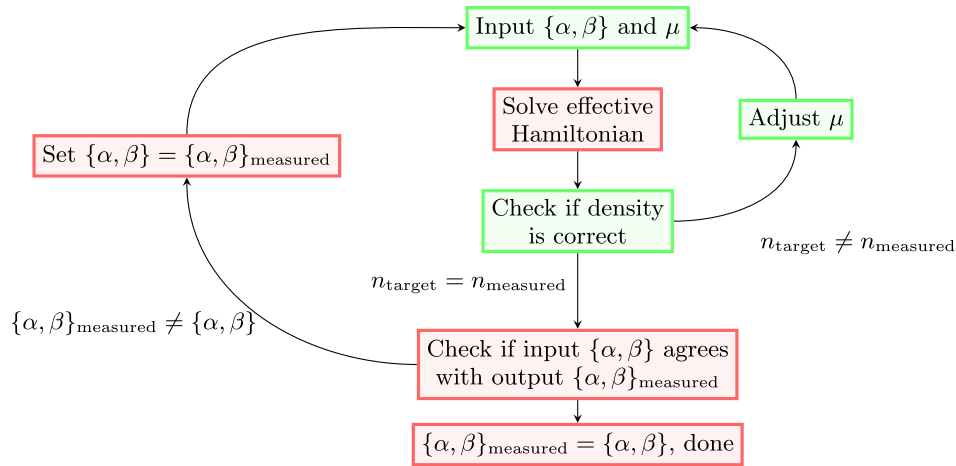 Input {α, β} and μ
Solve effective
Hamiltonian
Adjust μ
Set {α, β} = {α, β}measured
Check if density
is correct
ntarget ≠ nmeasured
ntarget = nmeasured
{α, β}measured ≠ {α, β}
Check if input {α, β} agrees
with output {α, β}measured
{α, β}measured = {α, β}, done